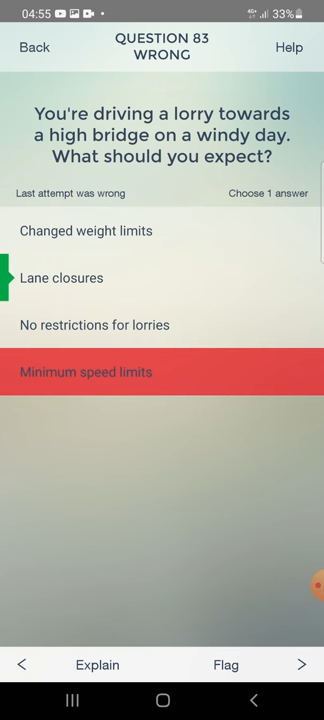 04:55 4G+ 33%
Back QUESTION 83 Help
WRONG
You're driving a lorry towards
a high bridge on a windy day.
What should you expect?
Last attempt was wrong Choose 1 answer
Changed weight limits
Lane closures
No restrictions for lorries
Minimum speed limits
< Explain Flag >